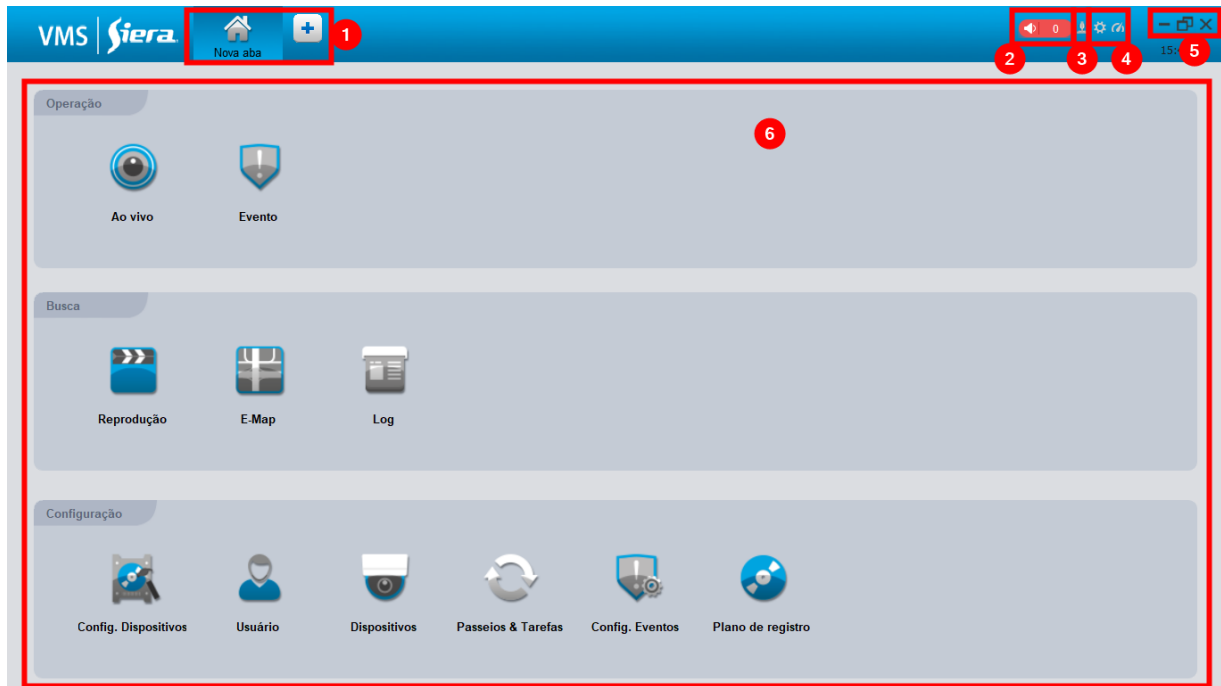 VMS Siera
Nova aba
+ 1
0
2 3 4 5
Operação
6
Ao vivo Evento
Busca
Reprodução E-Map Log
Configuração
Config. Dispositivos Usuário Dispositivos Passeios & Tarefas Config. Eventos Plano de registro